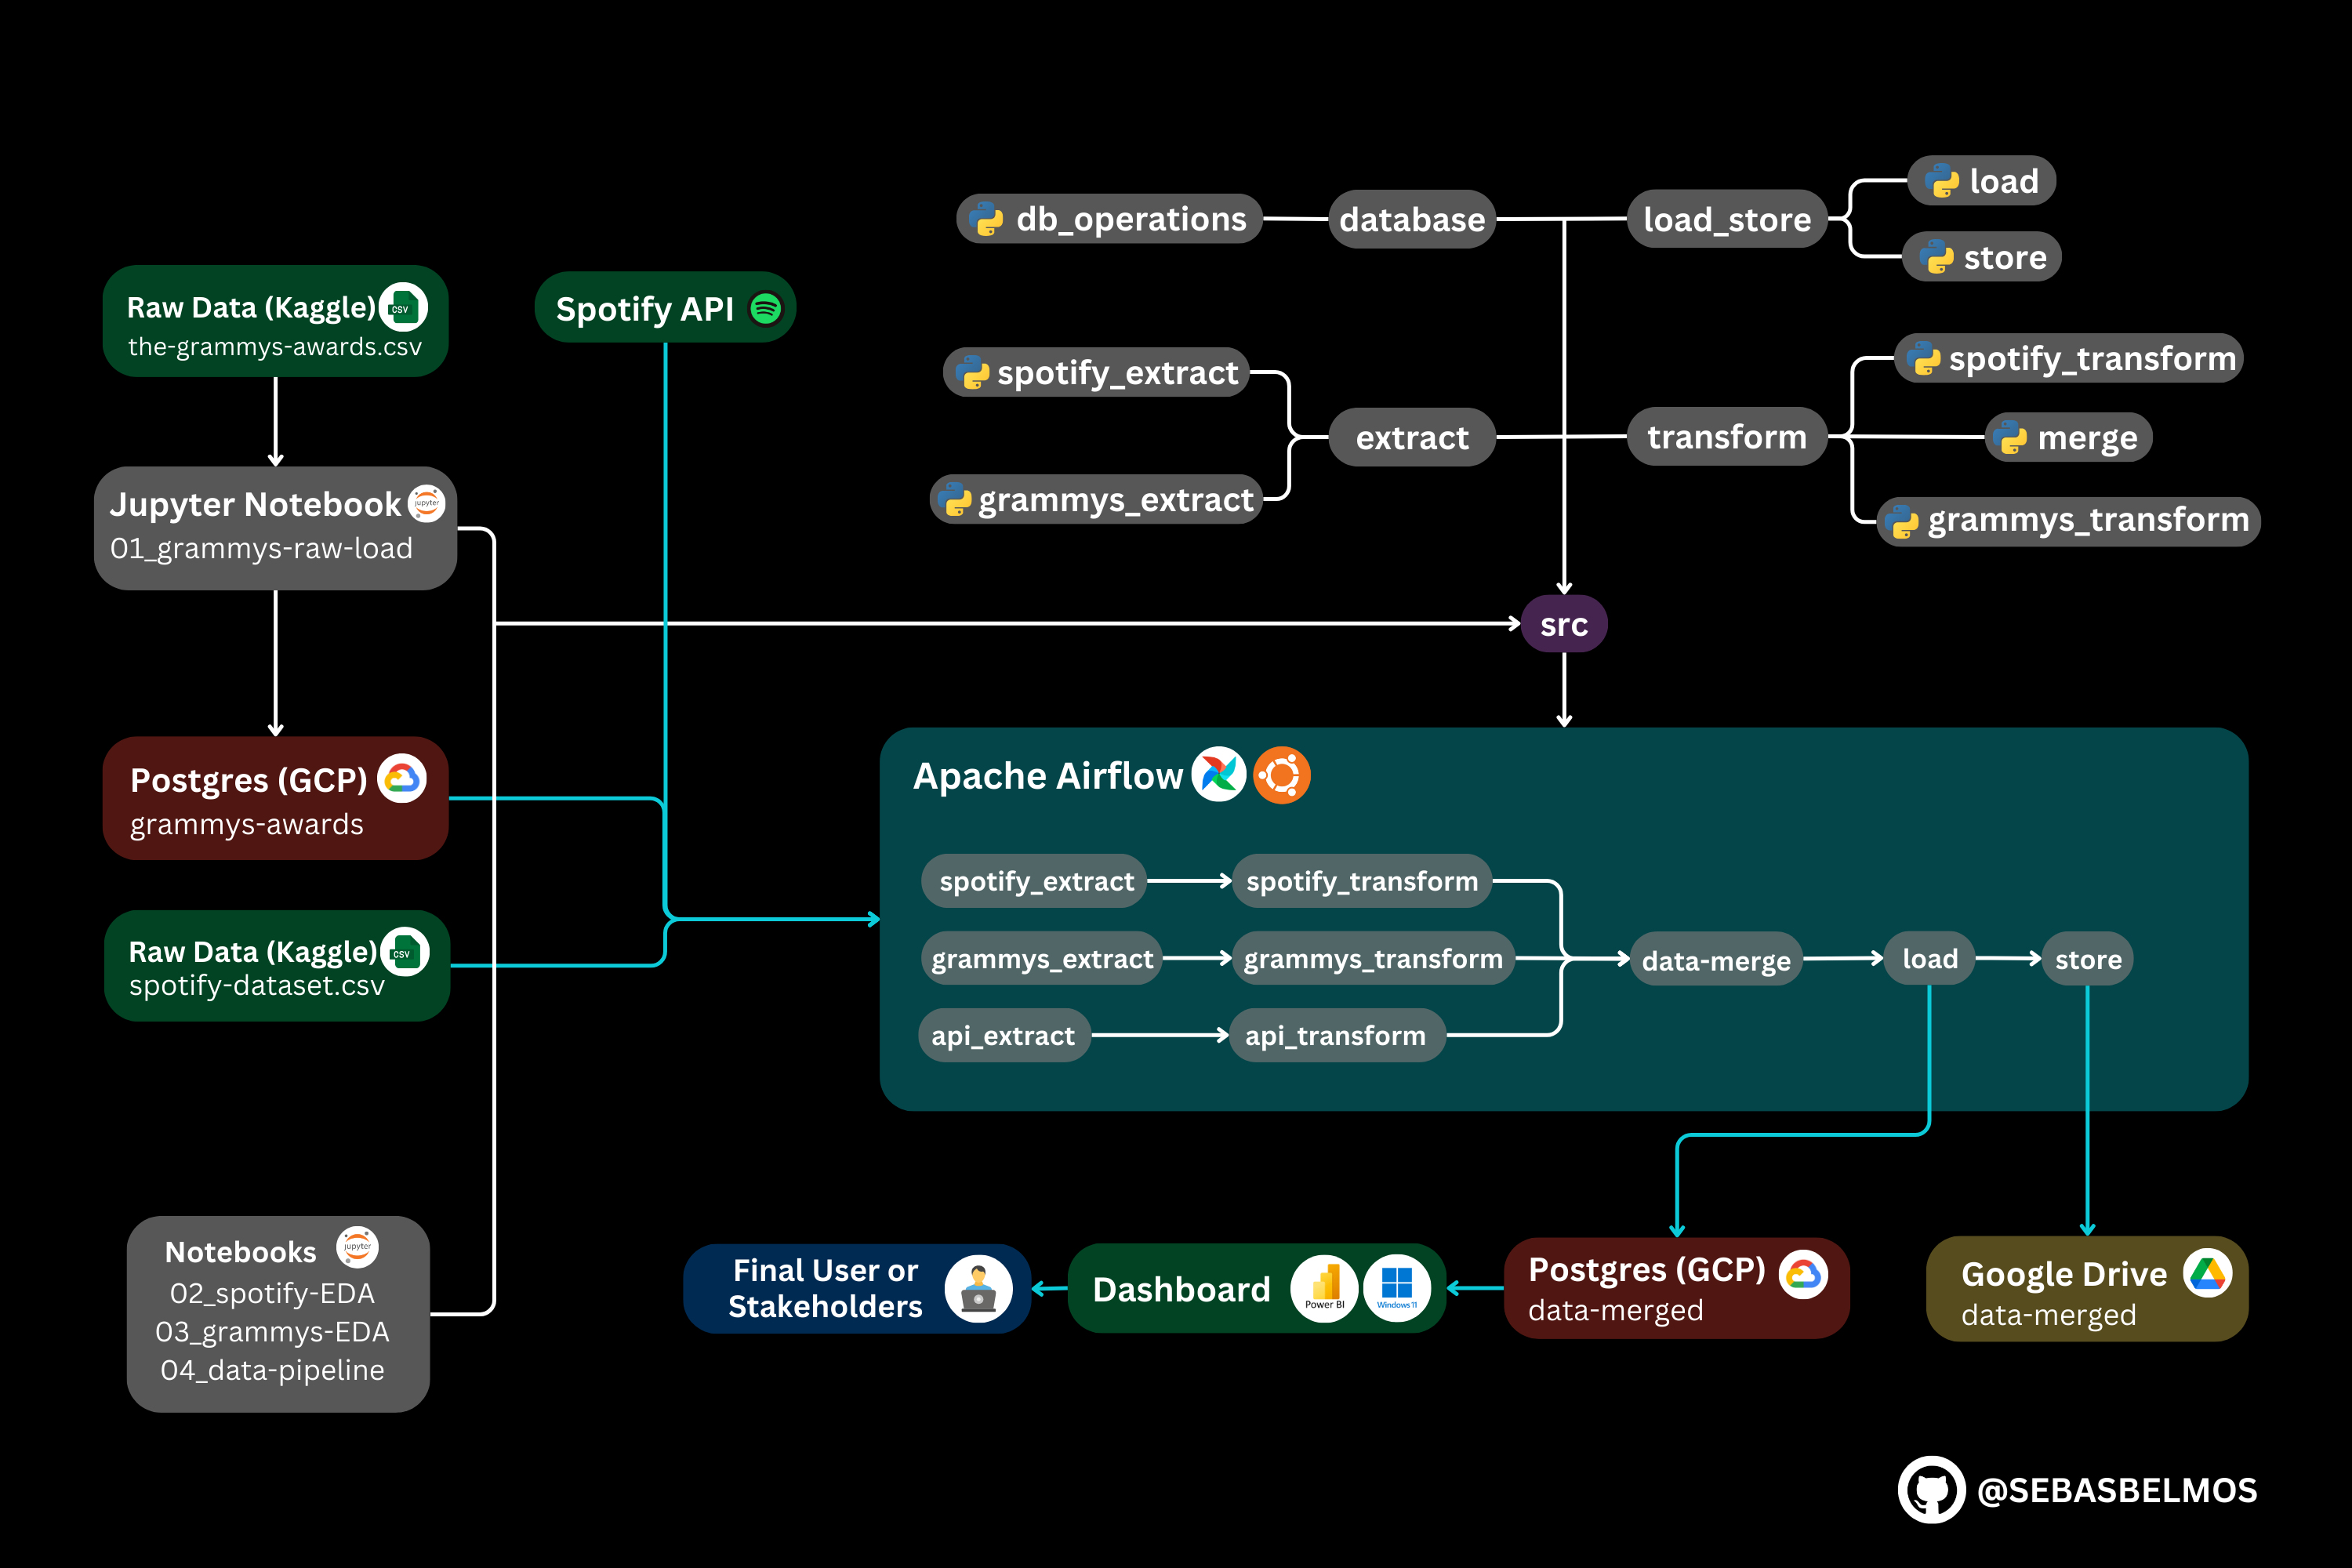 db_operations
database
load_store
load
store
Raw Data (Kaggle)
CSV
the-grammys-awards.csv
Spotify API
spotify_extract
grammys_extract
extract
transform
spotify_transform
merge
grammys_transform
Jupyter Notebook
jupyter
01_grammys-raw-load
src
Postgres (GCP)
grammys-awards
Raw Data (Kaggle)
CSV
spotify-dataset.csv
Apache Airflow
spotify_extract
spotify_transform
grammys_extract
grammys_transform
api_extract
api_transform
data-merge
load
store
Notebooks
jupyter
02_spotify-EDA
03_grammys-EDA
04_data-pipeline
Final User or
Stakeholders
Dashboard
Power BI
Windows 11
Postgres (GCP)
data-merged
Google Drive
data-merged
@SEBASBELMOS